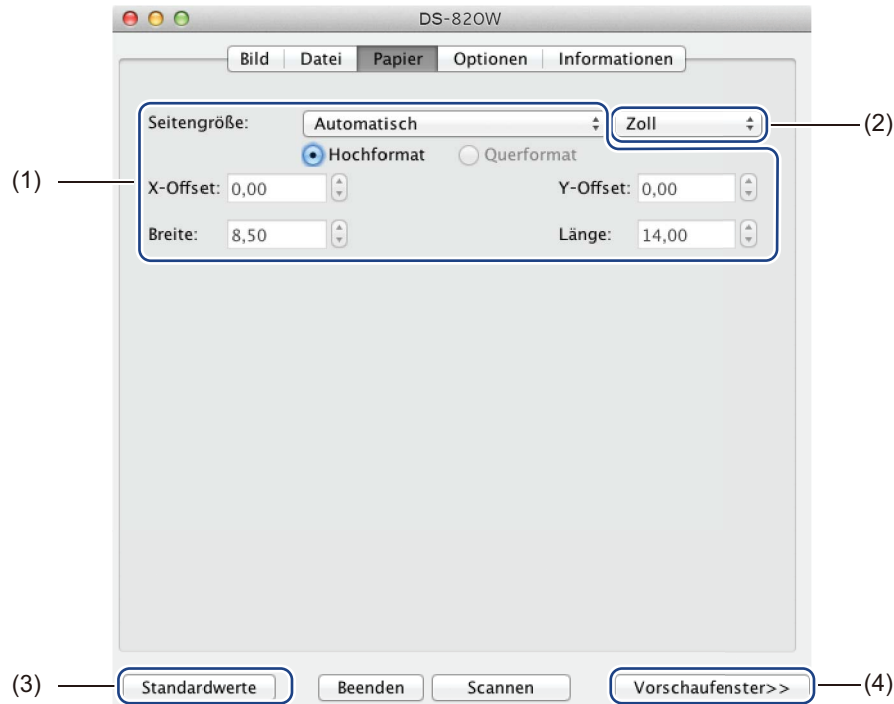 DS-820W
Bild Datei Papier Optionen Informationen
Seitengröße: Automatisch Zoll (2)
Hochformat Querformat
(1) X-Offset: 0,00 Y-Offset: 0,00
Breite: 8,50 Länge: 14,00
(3) Standardwerte Beenden Scannen Vorschaufenster>> (4)